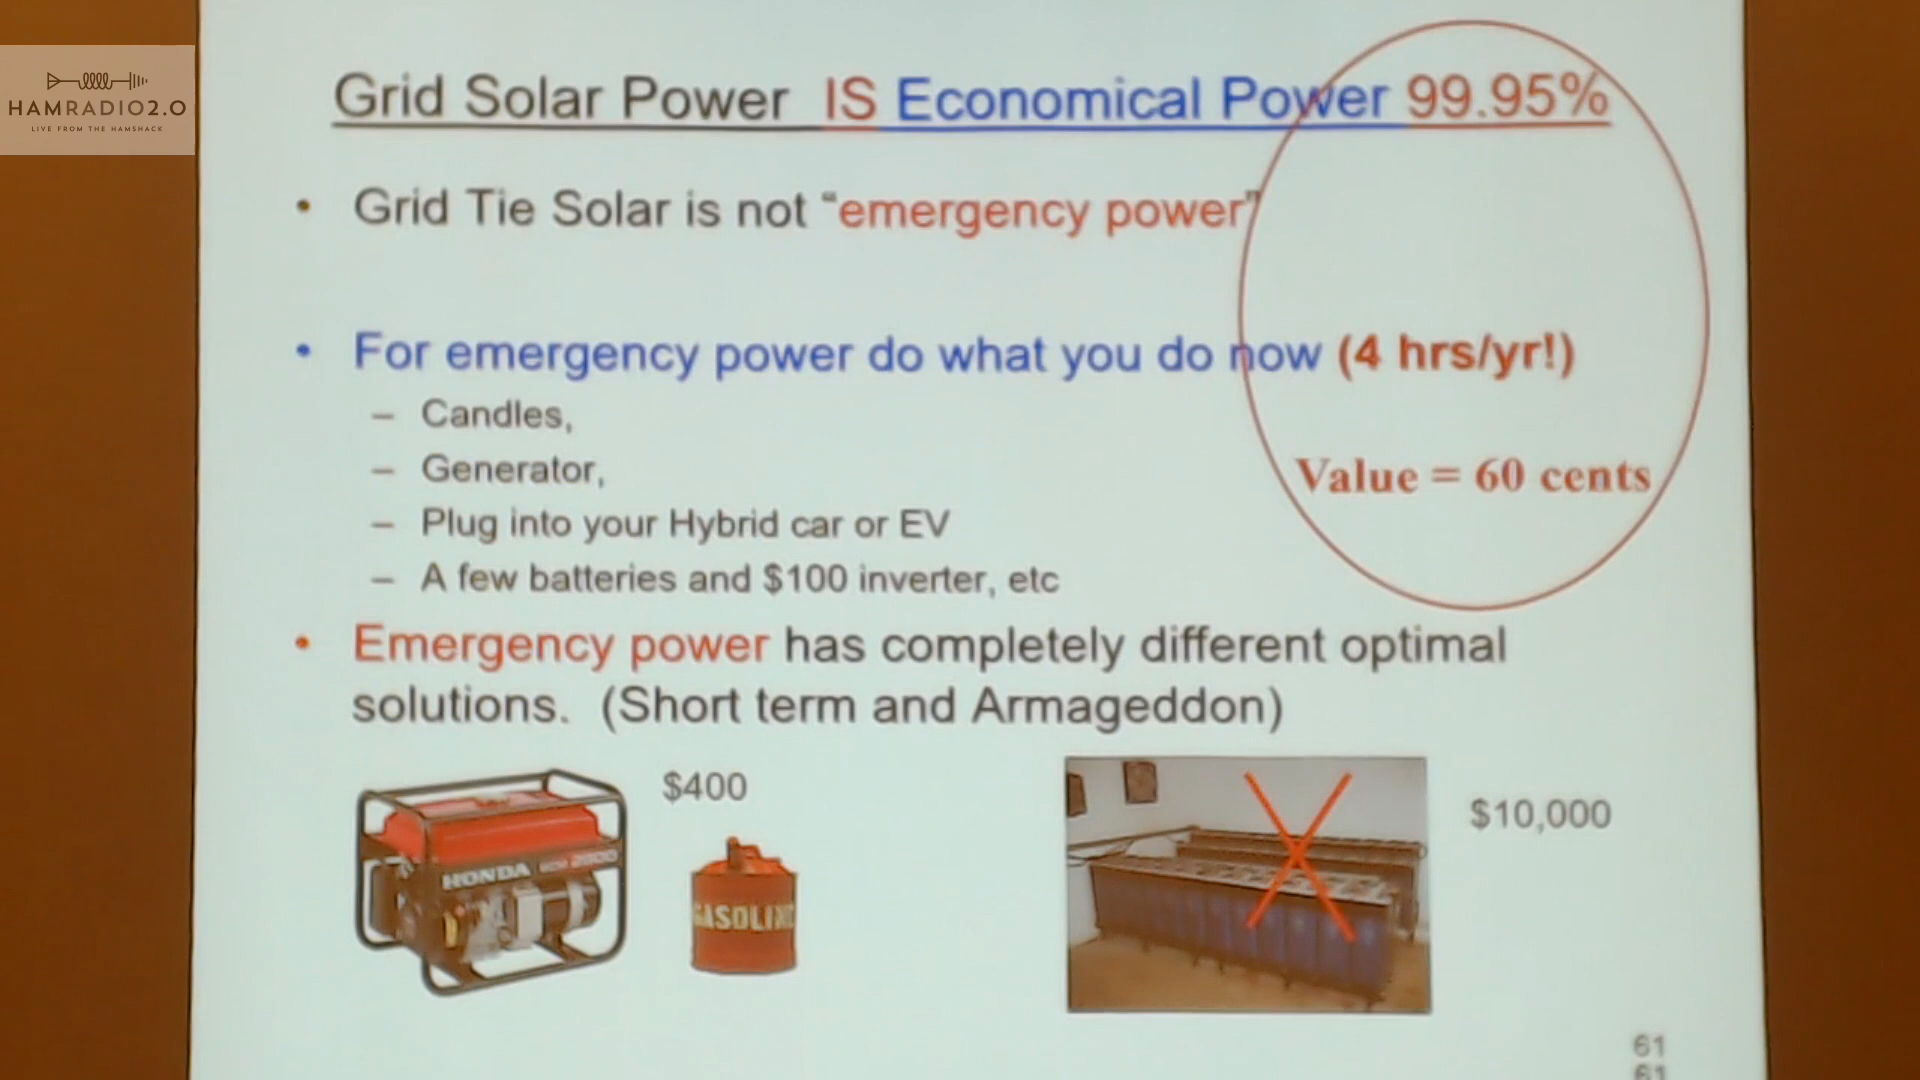 HAMRADIO2.0
LIVE FROM THE HAMSHACK
Grid Solar Power IS Economical Power 99.95%
• Grid Tie Solar is not “emergency power”
• For emergency power do what you do now (4 hrs/yr!)
– Candles,
– Generator,
Value = 60 cents
– Plug into your Hybrid car or EV
– A few batteries and $100 inverter, etc
• Emergency power has completely different optimal
solutions. (Short term and Armageddon)
$400
$10,000
HONDA
GASOLINE
61
61